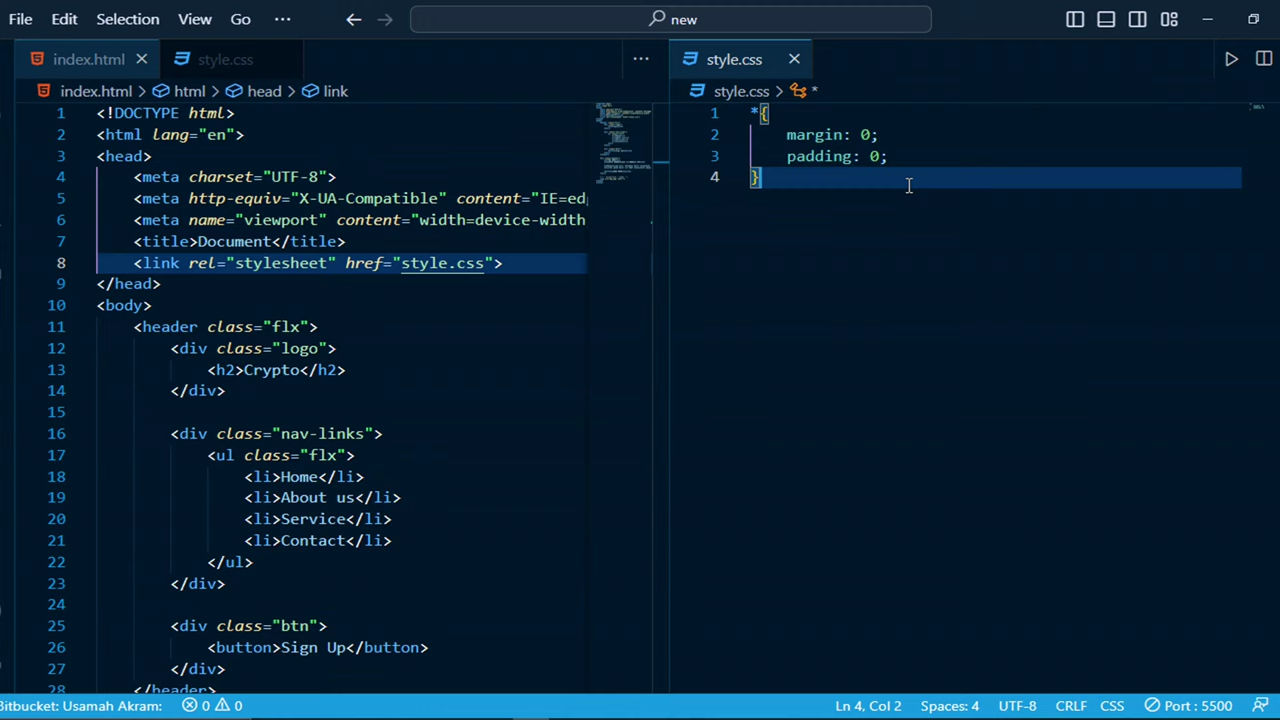 File Edit Selection View Go ··· new
index.html style.css ···
index.html > html > head > link
1 <!DOCTYPE html>
2 <html lang="en">
3 <head>
4 <meta charset="UTF-8">
5 <meta http-equiv="X-UA-Compatible" content="IE=ed
6 <meta name="viewport" content="width=device-width
7 <title>Document</title>
8 <link rel="stylesheet" href="style.css">
9 </head>
10 <body>
11 <header class="flx">
12 <div class="logo">
13 <h2>Crypto</h2>
14 </div>
15
16 <div class="nav-links">
17 <ul class="flx">
18 <li>Home</li>
19 <li>About us</li>
20 <li>Service</li>
21 <li>Contact</li>
22 </ul>
23 </div>
24
25 <div class="btn">
26 <button>Sign Up</button>
27 </div>
28 </header>
style.css
style.css > *
1 *{
2 margin: 0;
3 padding: 0;
4 }
Bitbucket: Usamah Akram: 0 0 Ln 4, Col 2 Spaces: 4 UTF-8 CRLF CSS Port : 5500